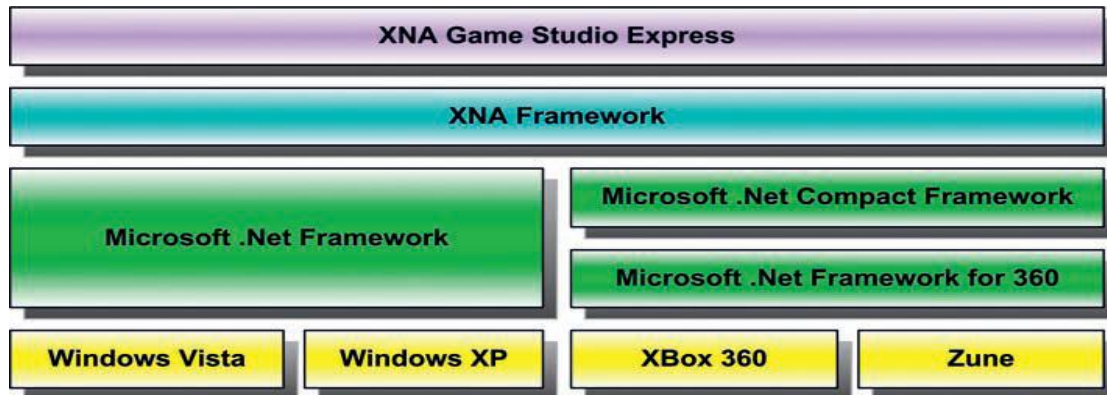 XNA Game Studio Express
XNA Framework
Microsoft .Net Framework
Microsoft .Net Compact Framework
Microsoft .Net Framework for 360
Windows Vista
Windows XP
XBox 360
Zune